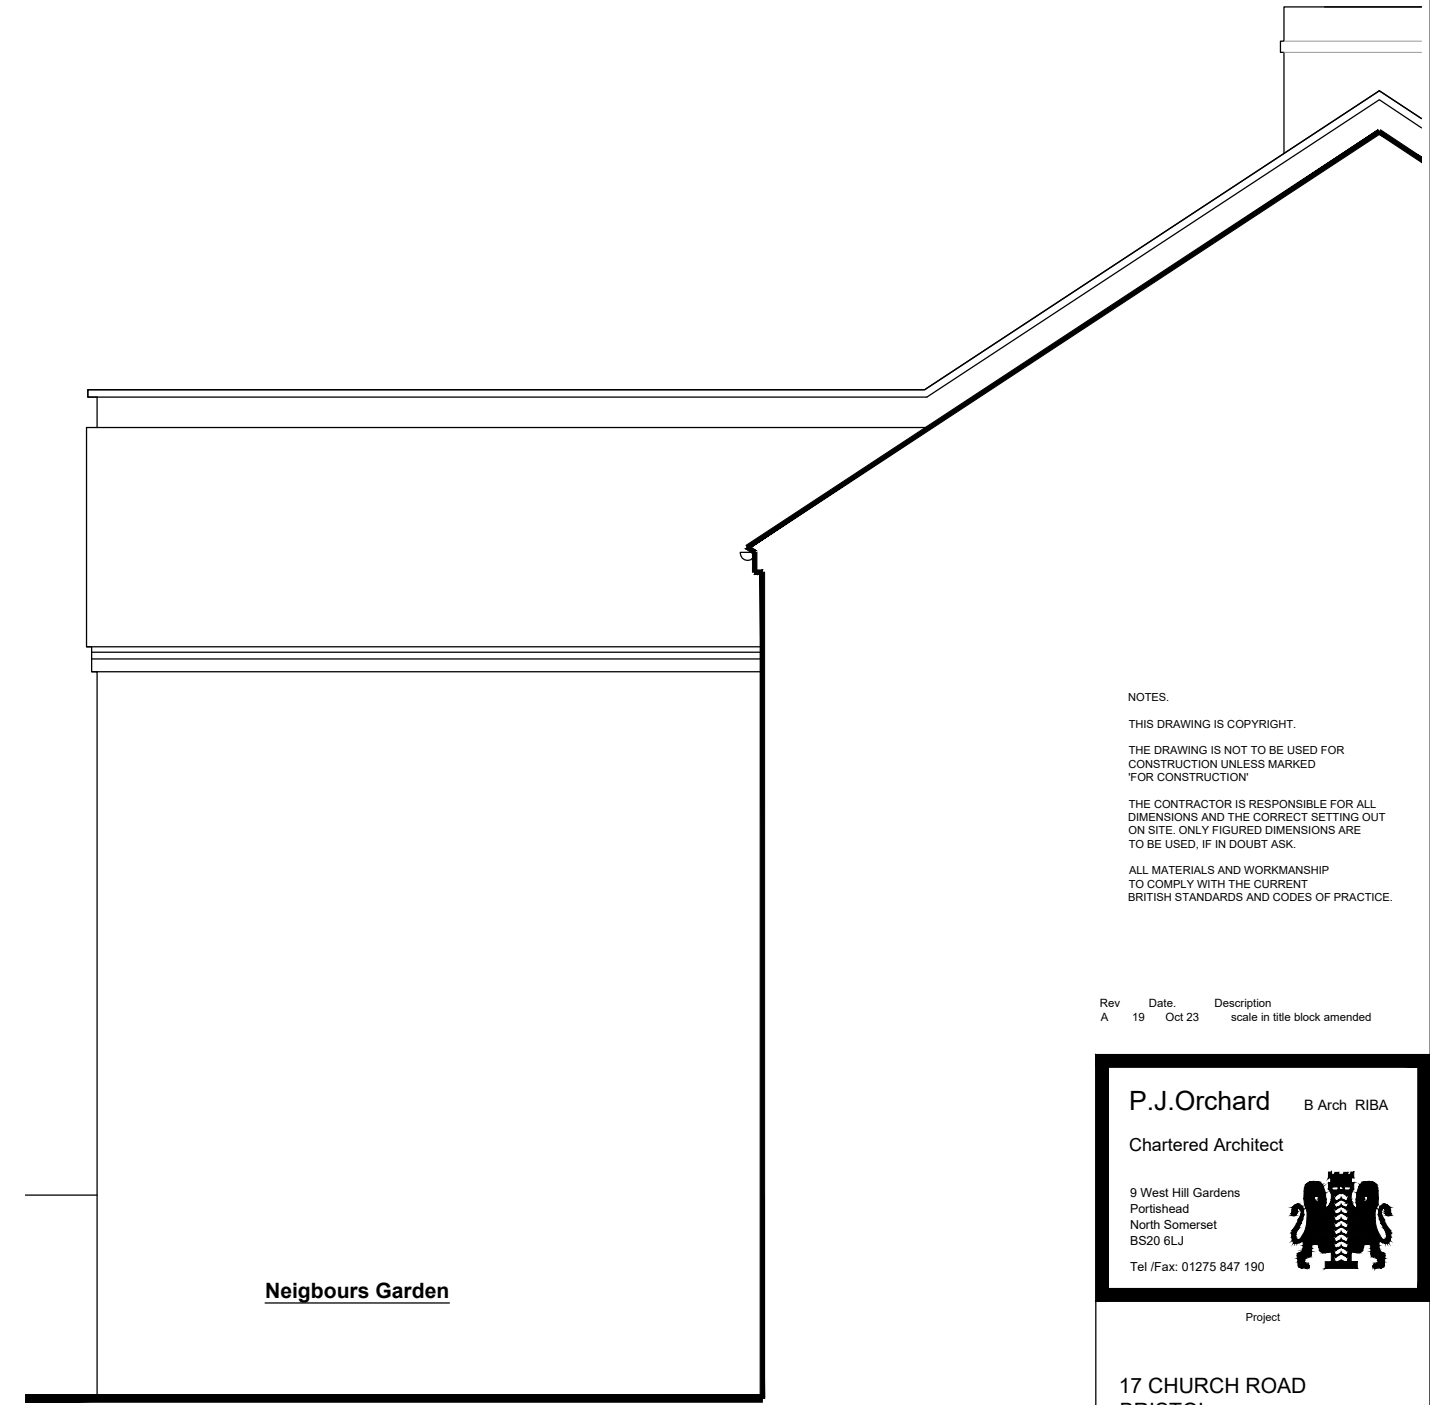 NOTES.
THIS DRAWING IS COPYRIGHT.
THE DRAWING IS NOT TO BE USED FOR
CONSTRUCTION UNLESS MARKED
'FOR CONSTRUCTION'
THE CONTRACTOR IS RESPONSIBLE FOR ALL
DIMENSIONS AND THE CORRECT SETTING OUT
ON SITE. ONLY FIGURED DIMENSIONS ARE
TO BE USED, IF IN DOUBT ASK.
ALL MATERIALS AND WORKMANSHIP
TO COMPLY WITH THE CURRENT
BRITISH STANDARDS AND CODES OF PRACTICE.
Rev Date. Description
A 19 Oct 23 scale in title block amended
P.J.Orchard B Arch RIBA
Chartered Architect
9 West Hill Gardens
Portishead
North Somerset
BS20 6LJ
Tel /Fax: 01275 847 190
Neigbours Garden
Project
17 CHURCH ROAD